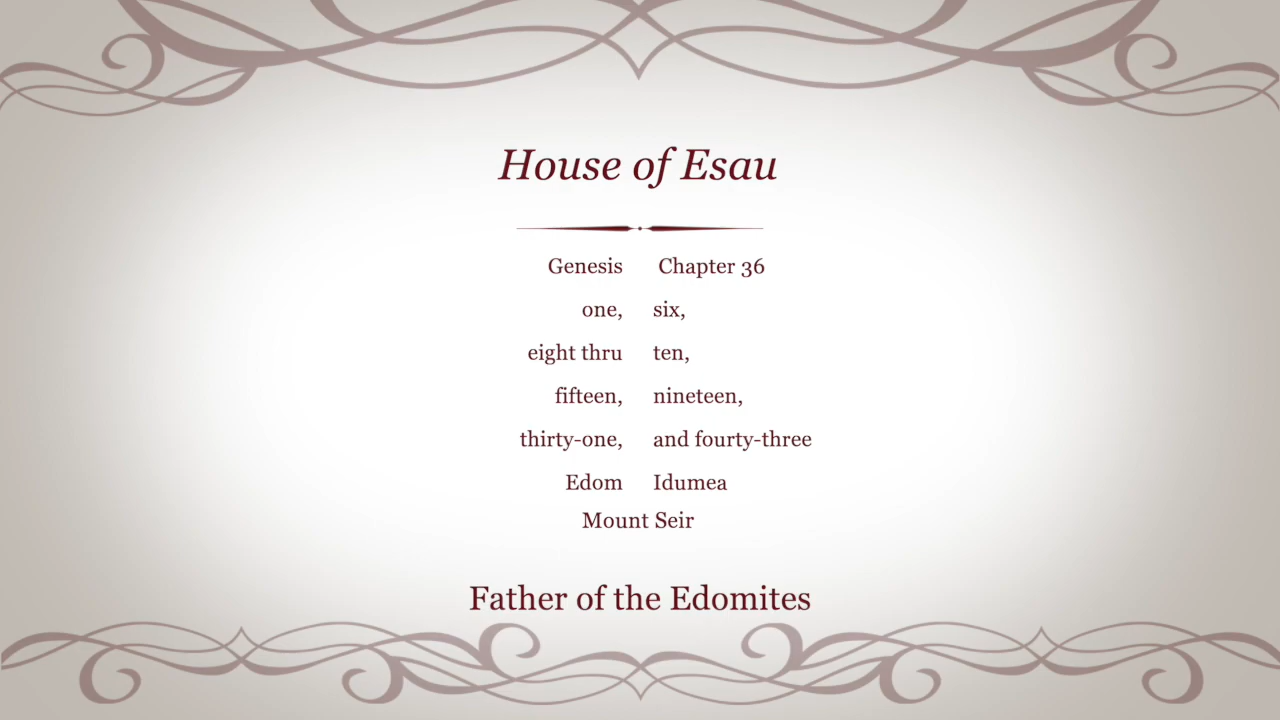 House of Esau
Genesis Chapter 36
one, six,
eight thru ten,
fifteen, nineteen,
thirty-one, and fourty-three
Edom Idumea
Mount Seir
Father of the Edomites